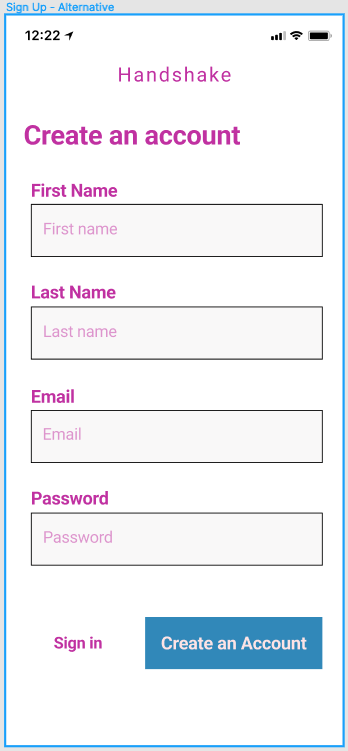 Sign Up - Alternative
12:22
Handshake
Create an account
First Name
First name
Last Name
Last name
Email
Email
Password
Password
Sign in
Create an Account